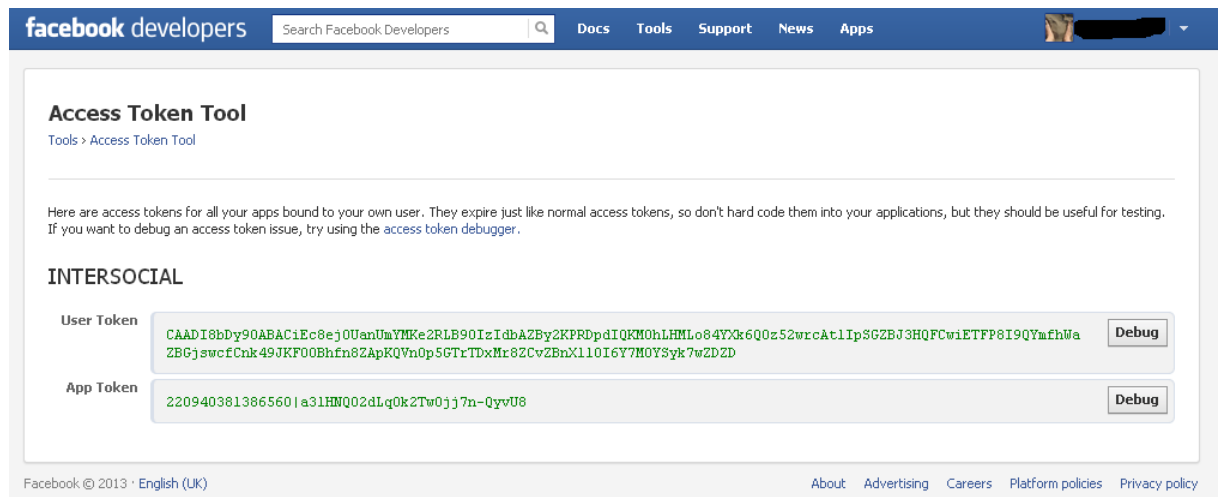 facebook developers Search Facebook Developers Docs Tools Support News Apps
Access Token Tool
Tools › Access Token Tool
Here are access tokens for all your apps bound to your own user. They expire just like normal access tokens, so don't hard code them into your applications, but they should be useful for testing.
If you want to debug an access token issue, try using the access token debugger.
INTERSOCIAL
User Token CAADI8bDy90ABACiEc8ej0UanUmYMKe2RLB90IzIdbAZBy2KPRDpdIQKM0hLHMLo84YXk6Q0z52wrcAtlIpSGZBJ3HQFCwiETFP8I9QYmfhWa Debug
ZBGjswcfCnk49JKF00Bhfn8ZApKQVn0p5GTrTDxMr8ZCvZBnX1l0I6Y7M0YSyk7wZDZD
App Token 220940381386560|a31HNQ02dLq0k2Tw0jj7n-QyvU8 Debug
Facebook © 2013 · English (UK) About Advertising Careers Platform policies Privacy policy